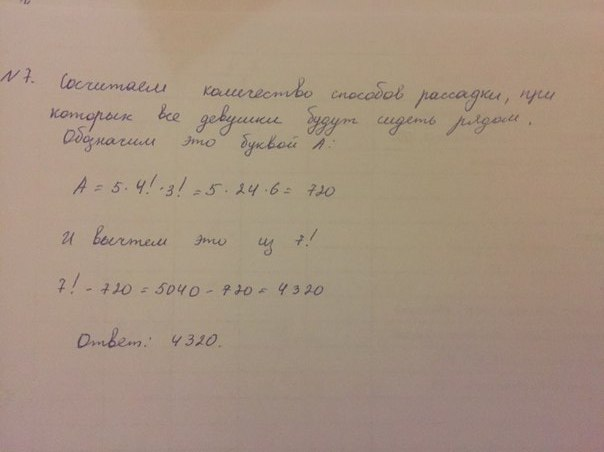 №7. Сосчитаем количество способов рассадки, при
которых все девушки будут сидеть рядом.
Обозначим это буквой А:
А = 5 · 4! · 3! = 5 · 24 · 6 = 720
И вычтем это из 7!
7! - 720 = 5040 - 720 = 4320
Ответ: 4320.